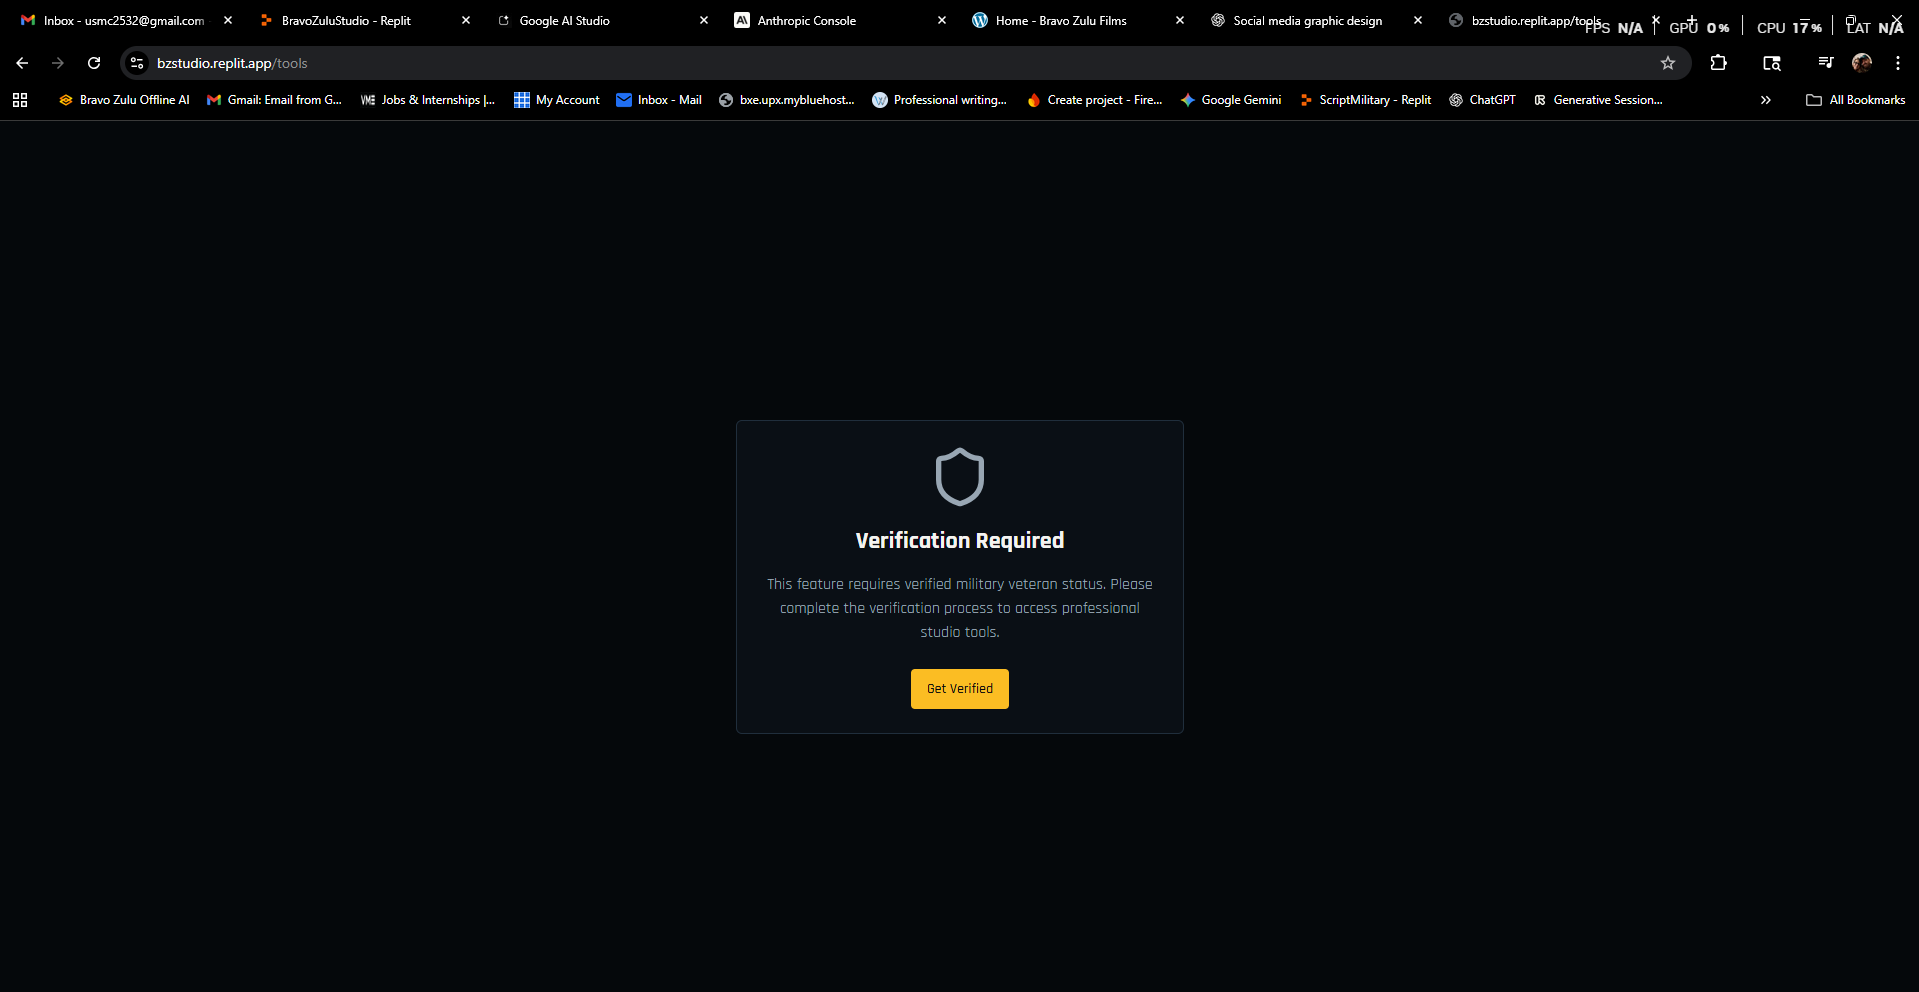 Inbox - usmc2532@gmail.com
BravoZuluStudio - Replit
Google AI Studio
Anthropic Console
Home - Bravo Zulu Films
Social media graphic design
bzstudio.replit.app/tools
FPS N/A
GPU 0%
CPU 17%
LAT N/A
bzstudio.replit.app/tools
Bravo Zulu Offline AI
Gmail: Email from G...
VME Jobs & Internships |...
My Account
Inbox - Mail
bxe.upx.mybluehost...
Professional writing...
Create project - Fire...
Google Gemini
ScriptMilitary - Replit
ChatGPT
Generative Session...
All Bookmarks
Verification Required
This feature requires verified military veteran status. Please
complete the verification process to access professional
studio tools.
Get Verified